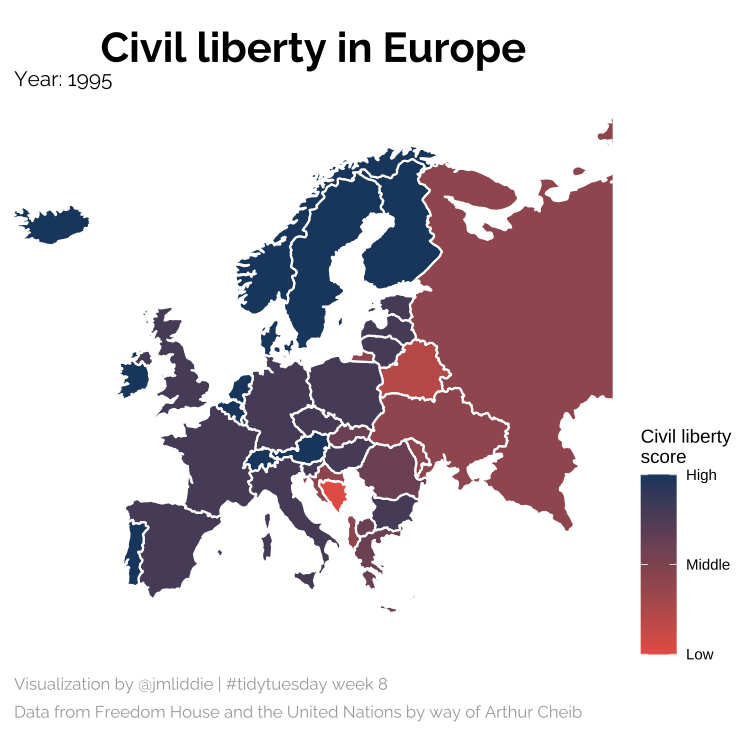 Civil liberty in Europe
Year: 1995
Civil liberty
score
High
Middle
Low
Visualization by @jmliddie | #tidytuesday week 8
Data from Freedom House and the United Nations by way of Arthur Cheib